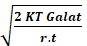 √(2 KT Galat / r.t)